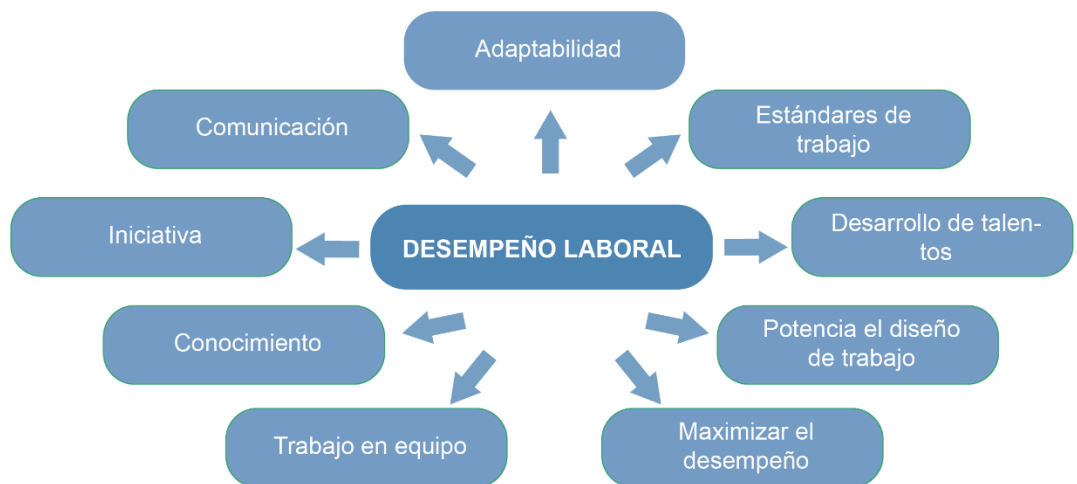 Adaptabilidad
Comunicación
Estándares de
trabajo
Iniciativa
DESEMPEÑO LABORAL
Desarrollo de talen-
tos
Conocimiento
Potencia el diseño
de trabajo
Trabajo en equipo
Maximizar el
desempeño